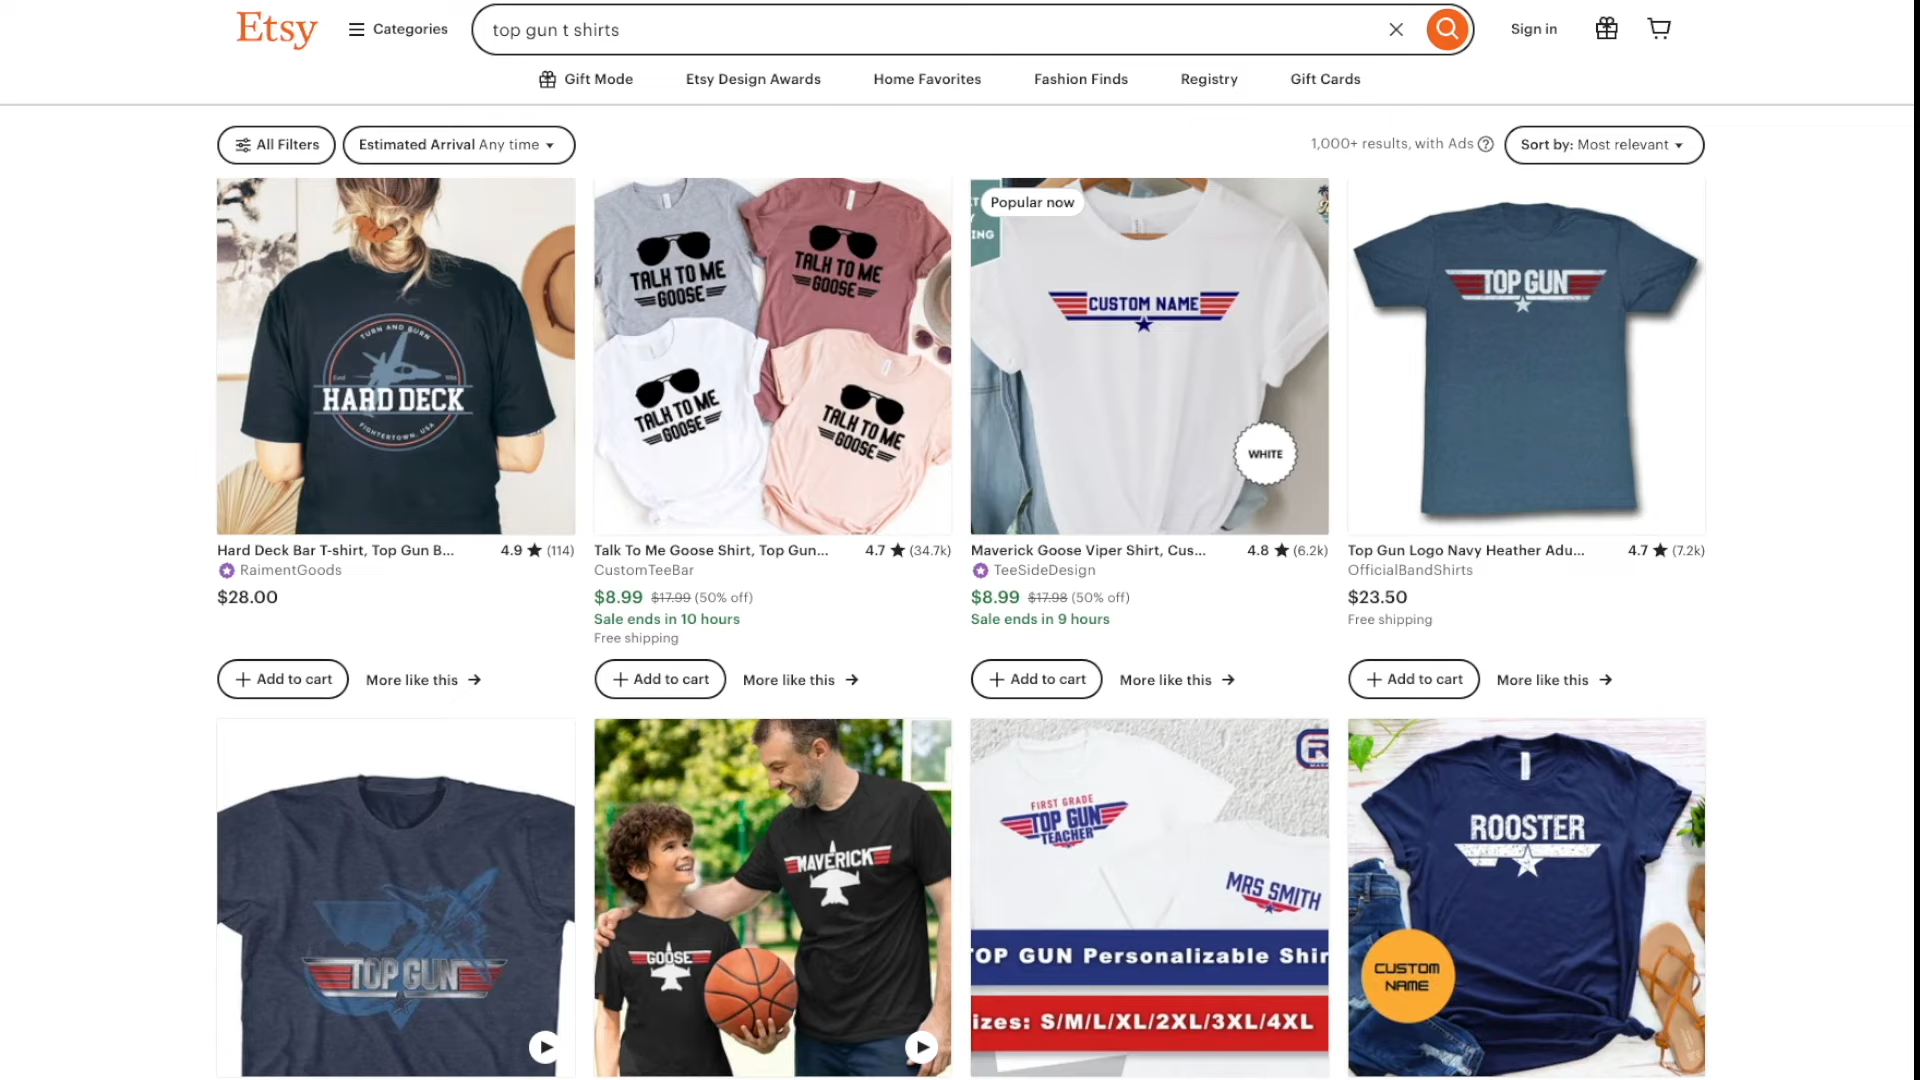 Etsy
Categories
top gun t shirts
Sign in
Gift Mode
Etsy Design Awards
Home Favorites
Fashion Finds
Registry
Gift Cards
All Filters
Estimated Arrival Any time
1,000+ results, with Ads
Sort by: Most relevant
TURN AND BURN
HARD DECK
FIGHTERTOWN, USA
TALK TO ME
GOOSE
TALK TO ME
GOOSE
TALK TO ME
GOOSE
TALK TO ME
GOOSE
Popular now
ING
CUSTOM NAME
WHITE
TOP GUN
Hard Deck Bar T-shirt, Top Gun B...
4.9 ★ (114)
RaimentGoods
$28.00
Talk To Me Goose Shirt, Top Gun...
4.7 ★ (34.7k)
CustomTeeBar
$8.99 $17.99 (50% off)
Sale ends in 10 hours
Free shipping
Maverick Goose Viper Shirt, Cus...
4.8 ★ (6.2k)
TeeSideDesign
$8.99 $17.98 (50% off)
Sale ends in 9 hours
Top Gun Logo Navy Heather Adu...
4.7 ★ (7.2k)
OfficialBandShirts
$23.50
Free shipping
+ Add to cart
More like this →
+ Add to cart
More like this →
+ Add to cart
More like this →
+ Add to cart
More like this →
TOP GUN
MAVERICK
GOOSE
FIRST GRADE
TOP GUN
TEACHER
MRS SMITH
TOP GUN Personalizable Shir
izes: S/M/L/XL/2XL/3XL/4XL
ROOSTER
CUSTOM
NAME